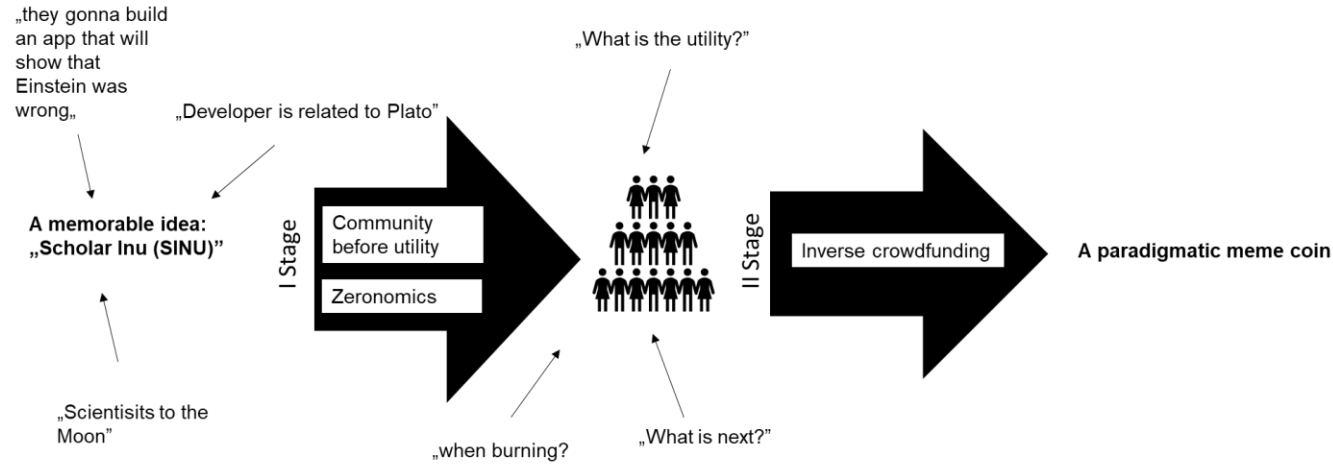 „they gonna build
an app that will
show that
Einstein was
wrong„
„Developer is related to Plato”
A memorable idea:
„Scholar Inu (SINU)”
„Scientisits to the
Moon”
I Stage
Community
before utility
Zeronomics
„What is the utility?”
„when burning?
„What is next?”
II Stage
Inverse crowdfunding
A paradigmatic meme coin